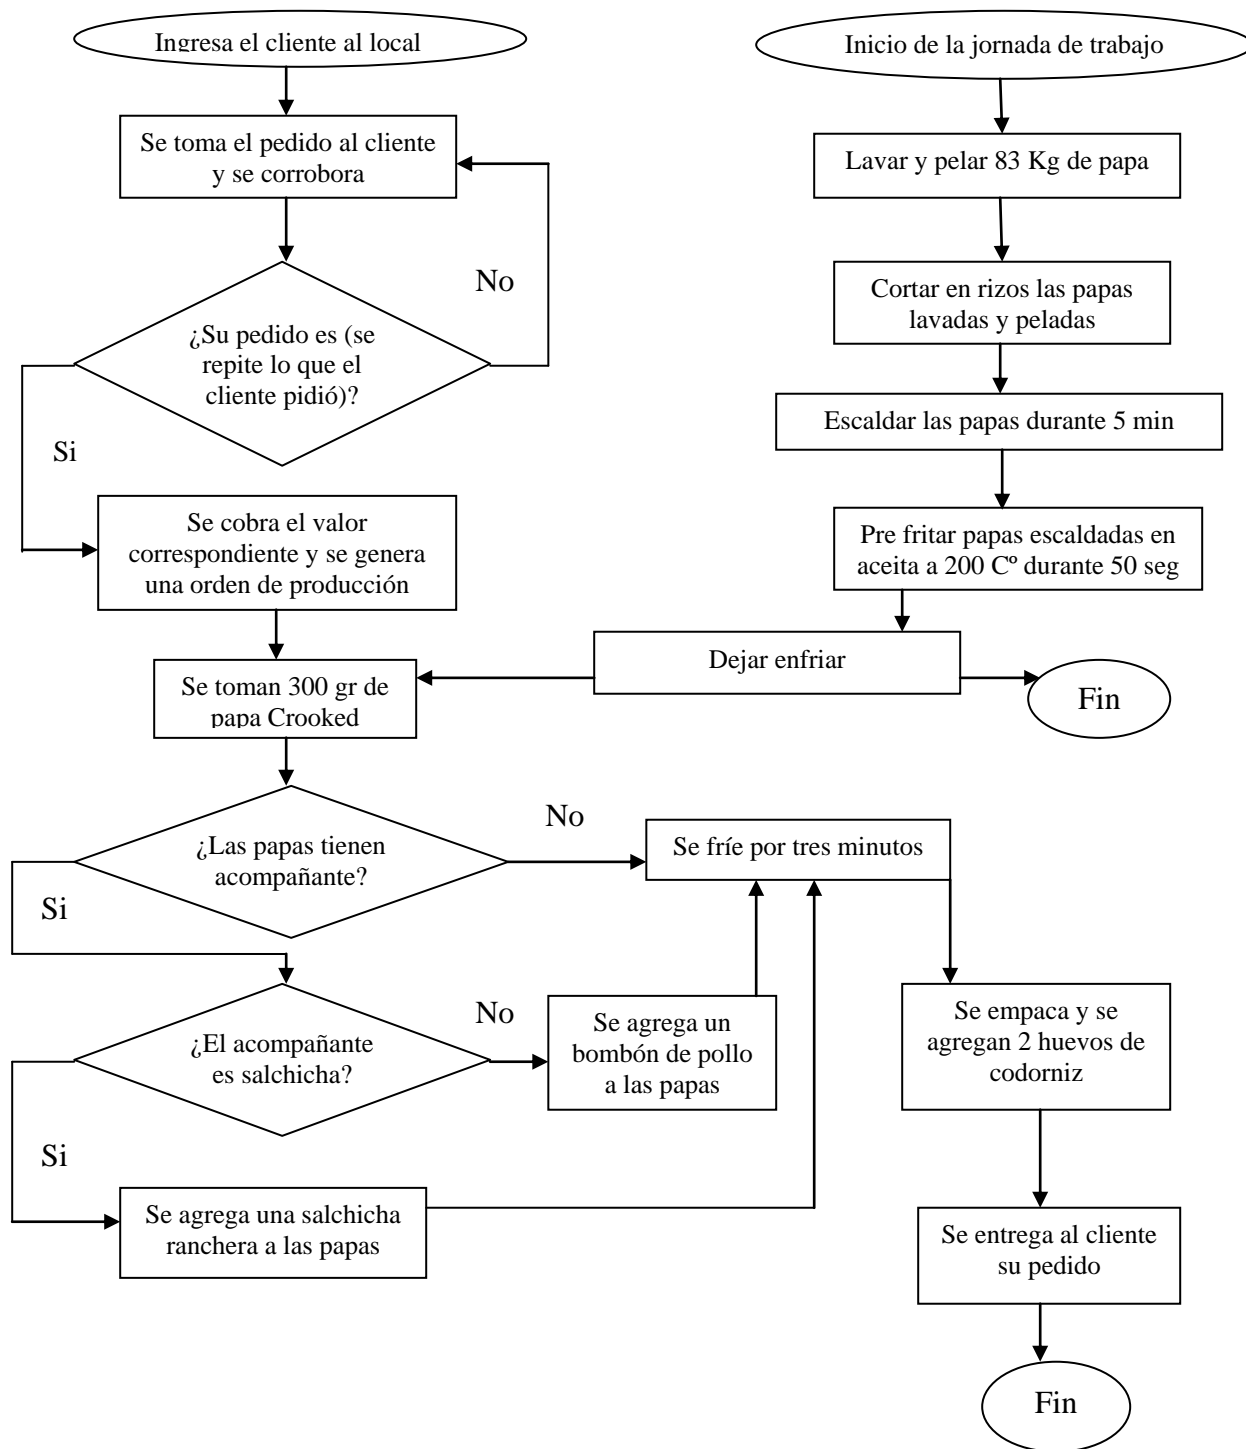 Ingresa el cliente al local
Se toma el pedido al cliente
y se corrobora
No
¿Su pedido es (se
repite lo que el
cliente pidió)?
Si
Se cobra el valor
correspondiente y se genera
una orden de producción
Se toman 300 gr de
papa Crooked
¿Las papas tienen
acompañante?
No
Si
¿El acompañante
es salchicha?
No
Si
Se agrega un
bombón de pollo
a las papas
Se agrega una salchicha
ranchera a las papas
Se fríe por tres minutos
Se empaca y se
agregan 2 huevos de
codorniz
Se entrega al cliente
su pedido
Fin
Inicio de la jornada de trabajo
Lavar y pelar 83 Kg de papa
Cortar en rizos las papas
lavadas y peladas
Escaldar las papas durante 5 min
Pre fritar papas escaldadas en
aceita a 200 Cº durante 50 seg
Dejar enfriar
Fin